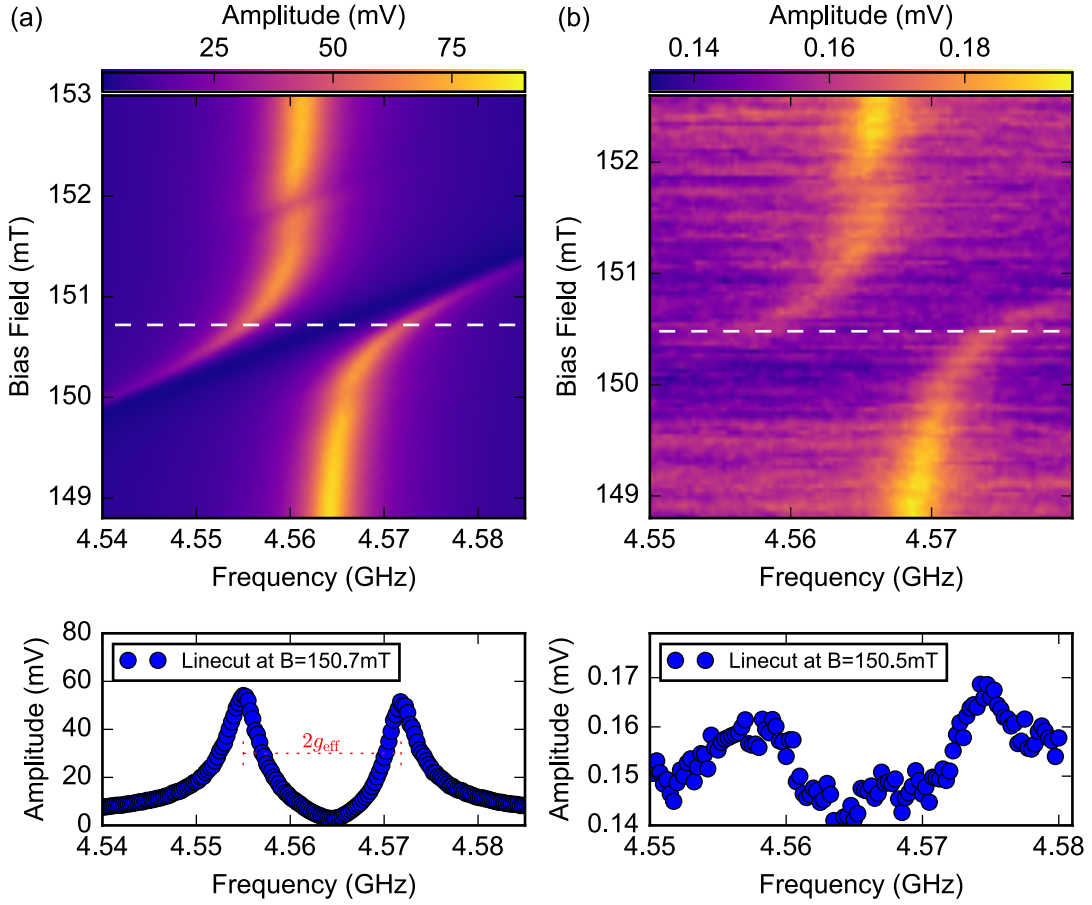 (a)
Amplitude (mV)
25 50 75
153
152
151
150
149
Bias Field (mT)
4.54 4.55 4.56 4.57 4.58
Frequency (GHz)
(b)
Amplitude (mV)
0.14 0.16 0.18
152
151
150
149
Bias Field (mT)
4.55 4.56 4.57
Frequency (GHz)
80
60
40
20
0
Amplitude (mV)
Linecut at B=150.7mT
2g_eff
4.54 4.55 4.56 4.57 4.58
Frequency (GHz)
0.17
0.16
0.15
0.14
Amplitude (mV)
Linecut at B=150.5mT
4.55 4.56 4.57 4.58
Frequency (GHz)